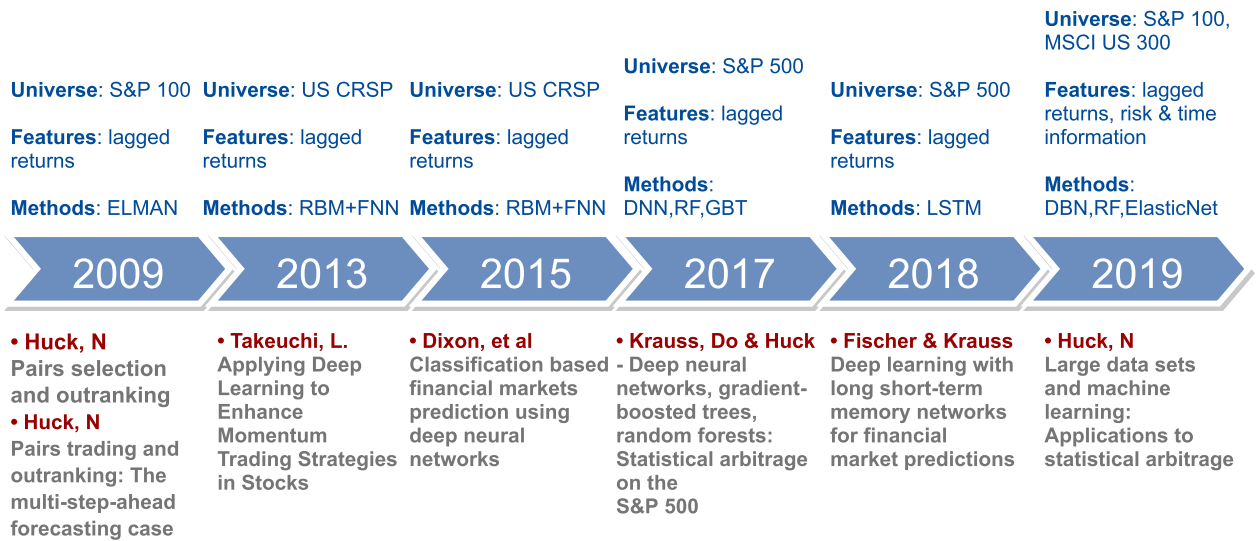 Universe: S&P 100
Features: lagged
returns
Methods: ELMAN
Universe: US CRSP
Features: lagged
returns
Methods: RBM+FNN
Universe: US CRSP
Features: lagged
returns
Methods: RBM+FNN
Universe: S&P 500
Features: lagged
returns
Methods:
DNN,RF,GBT
Universe: S&P 500
Features: lagged
returns
Methods: LSTM
Universe: S&P 100,
MSCI US 300
Features: lagged
returns, risk & time
information
Methods:
DBN,RF,ElasticNet
2009
2013
2015
2017
2018
2019
• Huck, N
Pairs selection
and outranking
• Huck, N
Pairs trading and
outranking: The
multi-step-ahead
forecasting case
• Takeuchi, L.
Applying Deep
Learning to
Enhance
Momentum
Trading Strategies
in Stocks
• Dixon, et al
Classification based
financial markets
prediction using
deep neural
networks
• Krauss, Do & Huck
- Deep neural
networks, gradient-
boosted trees,
random forests:
Statistical arbitrage
on the
S&P 500
• Fischer & Krauss
Deep learning with
long short-term
memory networks
for financial
market predictions
• Huck, N
Large data sets
and machine
learning:
Applications to
statistical arbitrage